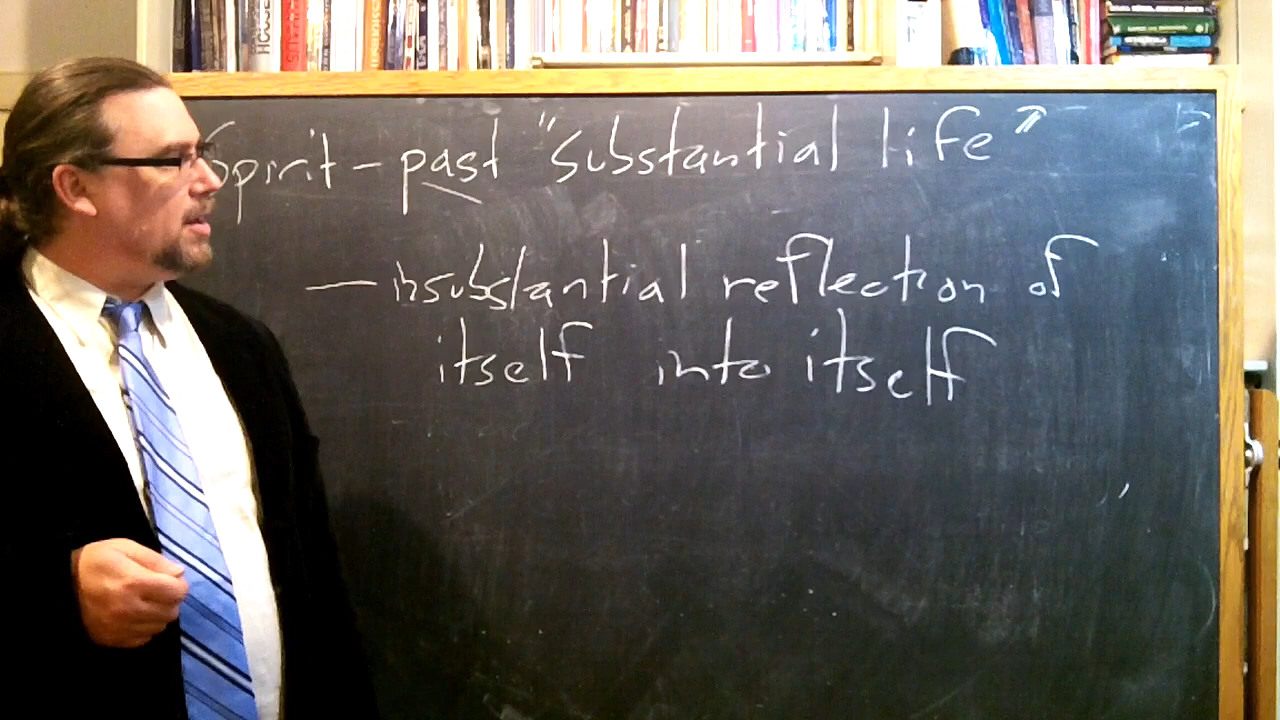 Spirit - past "substantial life"
— insubstantial reflection of
itself into itself